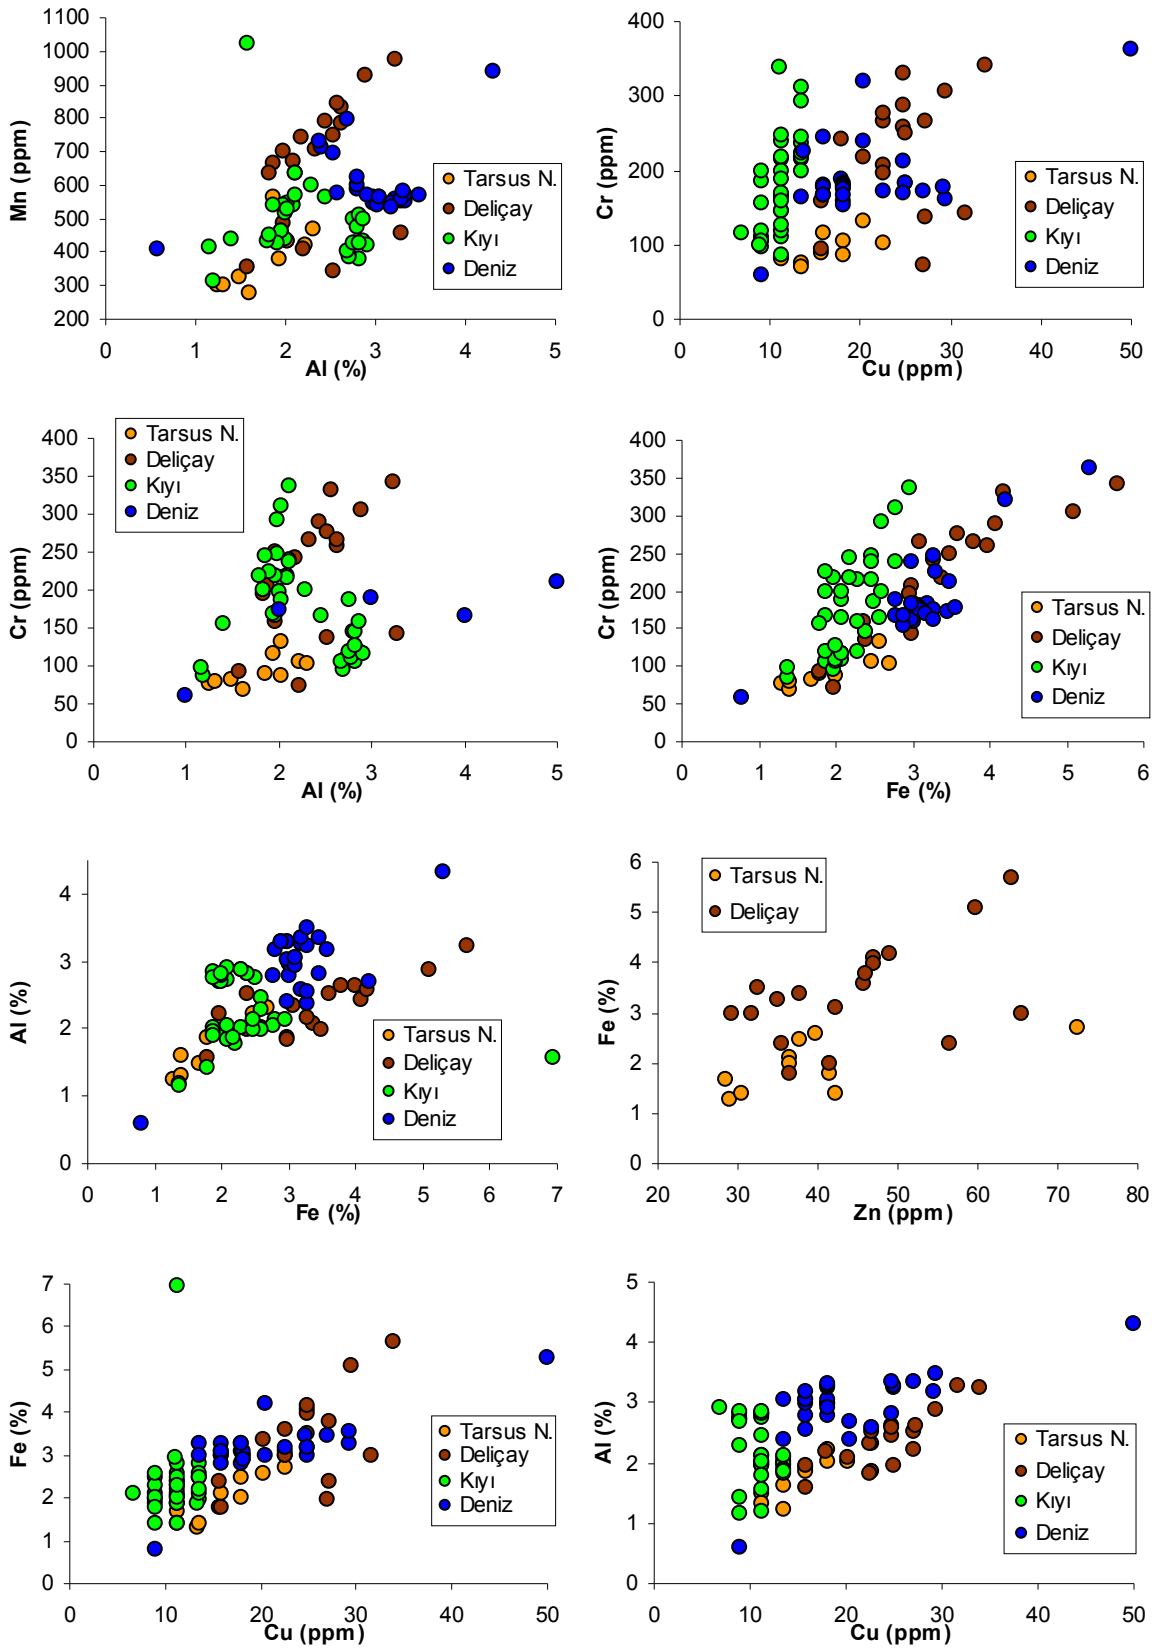 1100
1000
900
800
700
600
500
400
300
200
Mn (ppm)
1 2 3 4 5
Al (%)
Tarsus N.
Deliçay
Kıyı
Deniz
400
300
200
100
0
Cr (ppm)
0 10 20 30 40 50
Cu (ppm)
Tarsus N.
Deliçay
Kıyı
Deniz
400
350
300
250
200
150
100
50
0
Cr (ppm)
0 1 2 3 4 5
Al (%)
Tarsus N.
Deliçay
Kıyı
Deniz
400
350
300
250
200
150
100
50
0
Cr (ppm)
0 1 2 3 4 5 6
Fe (%)
Tarsus N.
Deliçay
Kıyı
Deniz
4
3
2
1
0
Al (%)
0 1 2 3 4 5 6 7
Fe (%)
Tarsus N.
Deliçay
Kıyı
Deniz
6
5
4
3
2
1
0
Fe (%)
20 30 40 50 60 70 80
Zn (ppm)
Tarsus N.
Deliçay
7
6
5
4
3
2
1
0
Fe (%)
0 10 20 30 40 50
Cu (ppm)
Tarsus N.
Deliçay
Kıyı
Deniz
5
4
3
2
1
0
Al (%)
0 10 20 30 40 50
Cu (ppm)
Tarsus N.
Deliçay
Kıyı
Deniz